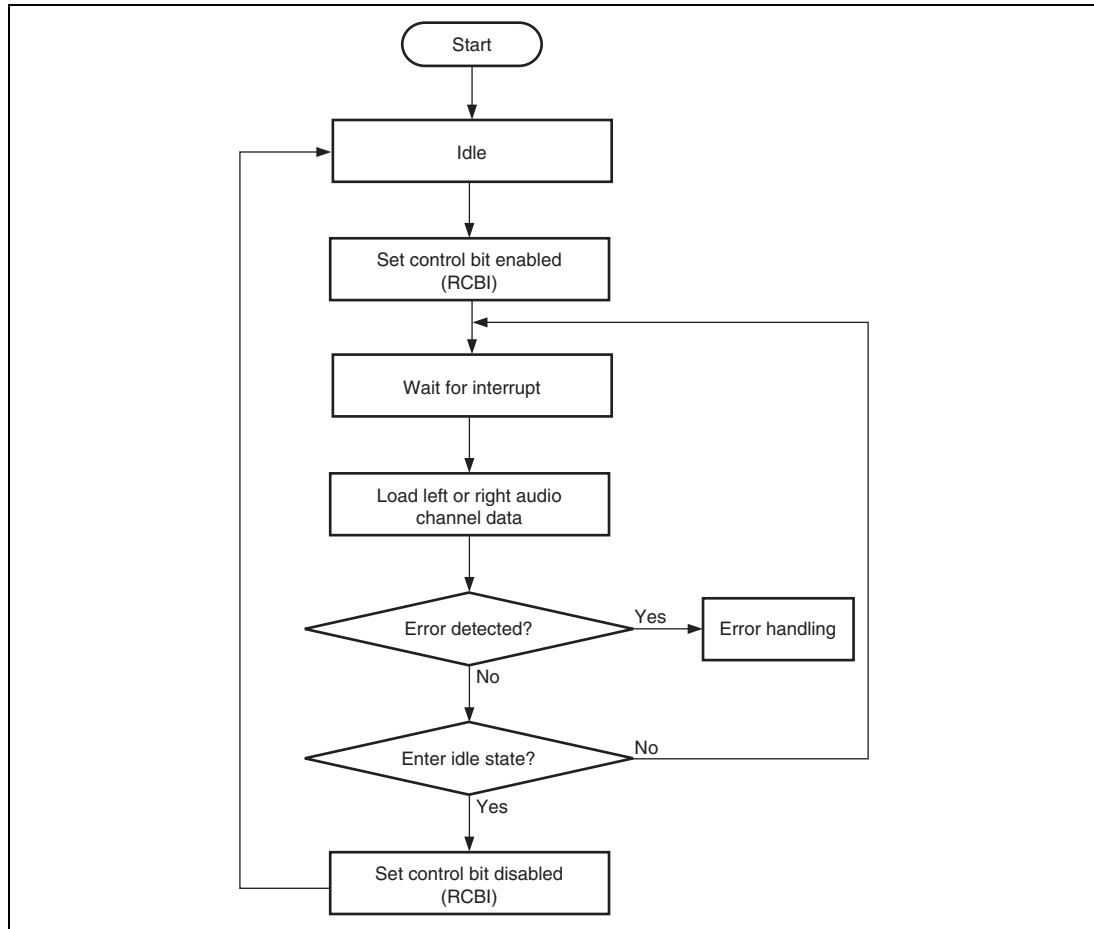 Start
Idle
Set control bit enabled
(RCBI)
Wait for interrupt
Load left or right audio
channel data
Error detected?
Yes
Error handling
No
Enter idle state?
No
Yes
Set control bit disabled
(RCBI)